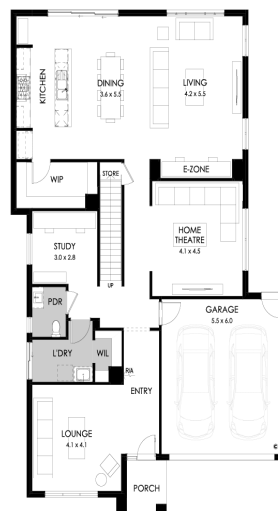 KITCHEN
DINING
3.6 x 5.5
LIVING
4.2 x 5.5
E-ZONE
WIP
STORE
HOME
THEATRE
4.1 x 4.5
STUDY
3.0 x 2.8
UP
PDR
GARAGE
5.5 x 6.0
L'DRY
WIL
R/A
ENTRY
LOUNGE
4.1 x 4.1
PORCH
c